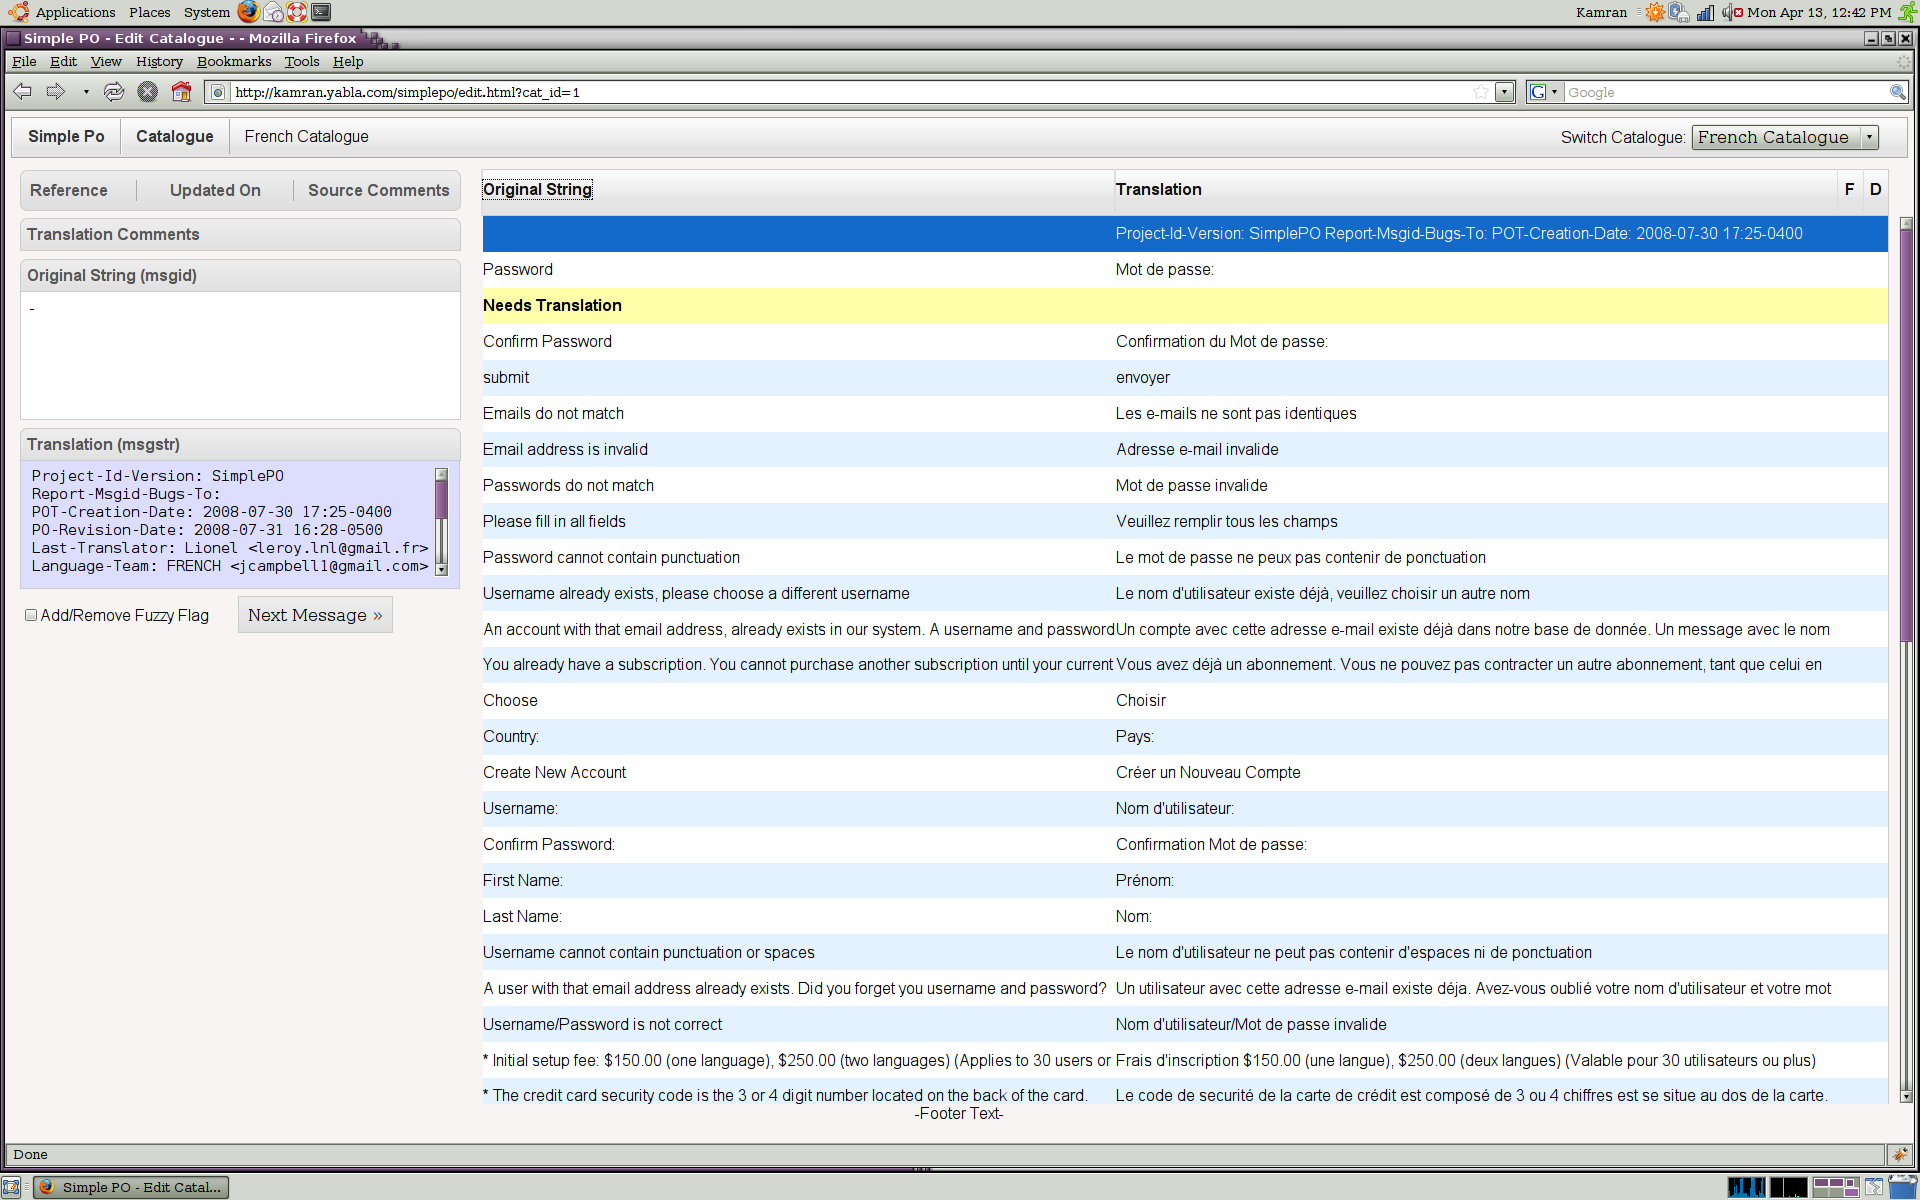 Applications Places System
Kamran Mon Apr 13, 12:42 PM
Simple PO - Edit Catalogue - - Mozilla Firefox
File Edit View History Bookmarks Tools Help
http://kamran.yabla.com/simplepo/edit.html?cat_id=1
G Google
Simple Po Catalogue French Catalogue
Switch Catalogue: French Catalogue
Reference Updated On Source Comments
Translation Comments
Original String (msgid)
-
Translation (msgstr)
Project-Id-Version: SimplePO
Report-Msgid-Bugs-To:
POT-Creation-Date: 2008-07-30 17:25-0400
PO-Revision-Date: 2008-07-31 16:28-0500
Last-Translator: Lionel <leroy.lnl@gmail.fr>
Language-Team: FRENCH <jcampbell1@gmail.com>
Add/Remove Fuzzy Flag Next Message »
Original String Translation F D
Project-Id-Version: SimplePO Report-Msgid-Bugs-To: POT-Creation-Date: 2008-07-30 17:25-0400
Password Mot de passe:
Needs Translation
Confirm Password Confirmation du Mot de passe:
submit envoyer
Emails do not match Les e-mails ne sont pas identiques
Email address is invalid Adresse e-mail invalide
Passwords do not match Mot de passe invalide
Please fill in all fields Veuillez remplir tous les champs
Password cannot contain punctuation Le mot de passe ne peux pas contenir de ponctuation
Username already exists, please choose a different username Le nom d'utilisateur existe déjà, veuillez choisir un autre nom
An account with that email address, already exists in our system. A username and password Un compte avec cette adresse e-mail existe déjà dans notre base de donnée. Un message avec le nom
You already have a subscription. You cannot purchase another subscription until your current Vous avez déjà un abonnement. Vous ne pouvez pas contracter un autre abonnement, tant que celui en
Choose Choisir
Country: Pays:
Create New Account Créer un Nouveau Compte
Username: Nom d'utilisateur:
Confirm Password: Confirmation Mot de passe:
First Name: Prénom:
Last Name: Nom:
Username cannot contain punctuation or spaces Le nom d'utilisateur ne peut pas contenir d'espaces ni de ponctuation
A user with that email address already exists. Did you forget you username and password? Un utilisateur avec cette adresse e-mail existe déja. Avez-vous oublié votre nom d'utilisateur et votre mot
Username/Password is not correct Nom d'utilisateur/Mot de passe invalide
* Initial setup fee: $150.00 (one language), $250.00 (two languages) (Applies to 30 users or Frais d'inscription $150.00 (une langue), $250.00 (deux langues) (Valable pour 30 utilisateurs ou plus)
* The credit card security code is the 3 or 4 digit number located on the back of the card. Le code de securité de la carte de crédit est composé de 3 ou 4 chiffres est se situe au dos de la carte.
-Footer Text-
Done
Simple PO - Edit Catal...